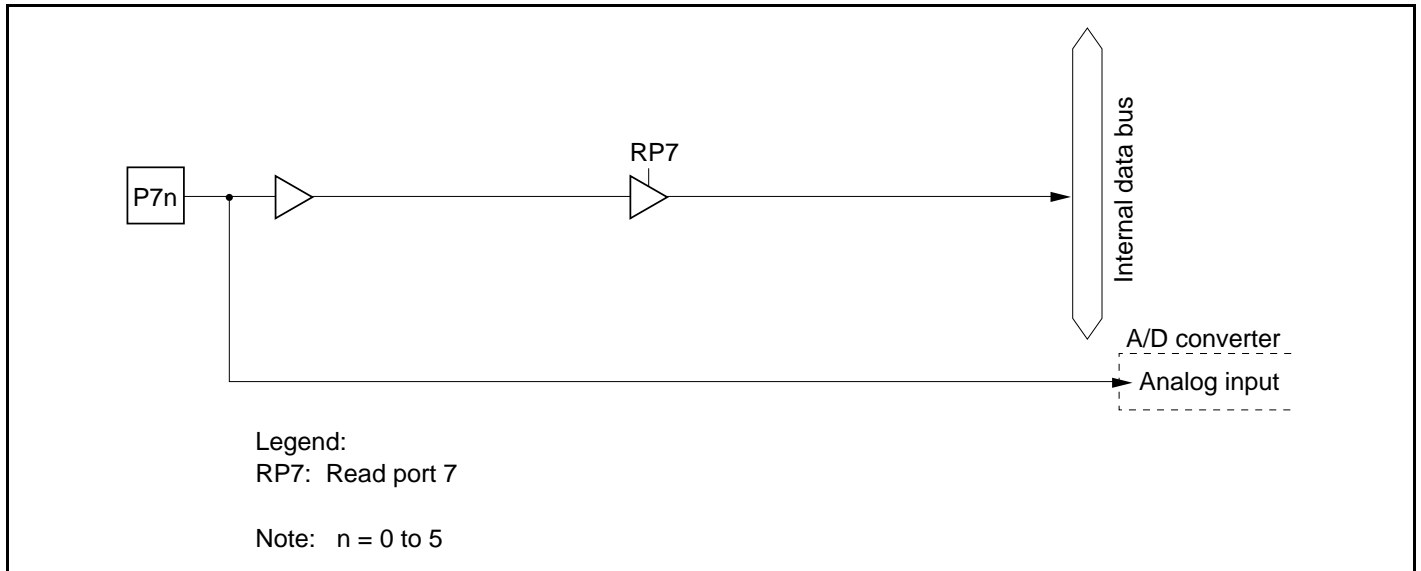 RP7
P7n
Internal data bus
A/D converter
Analog input
Legend:
RP7: Read port 7
Note: n = 0 to 5